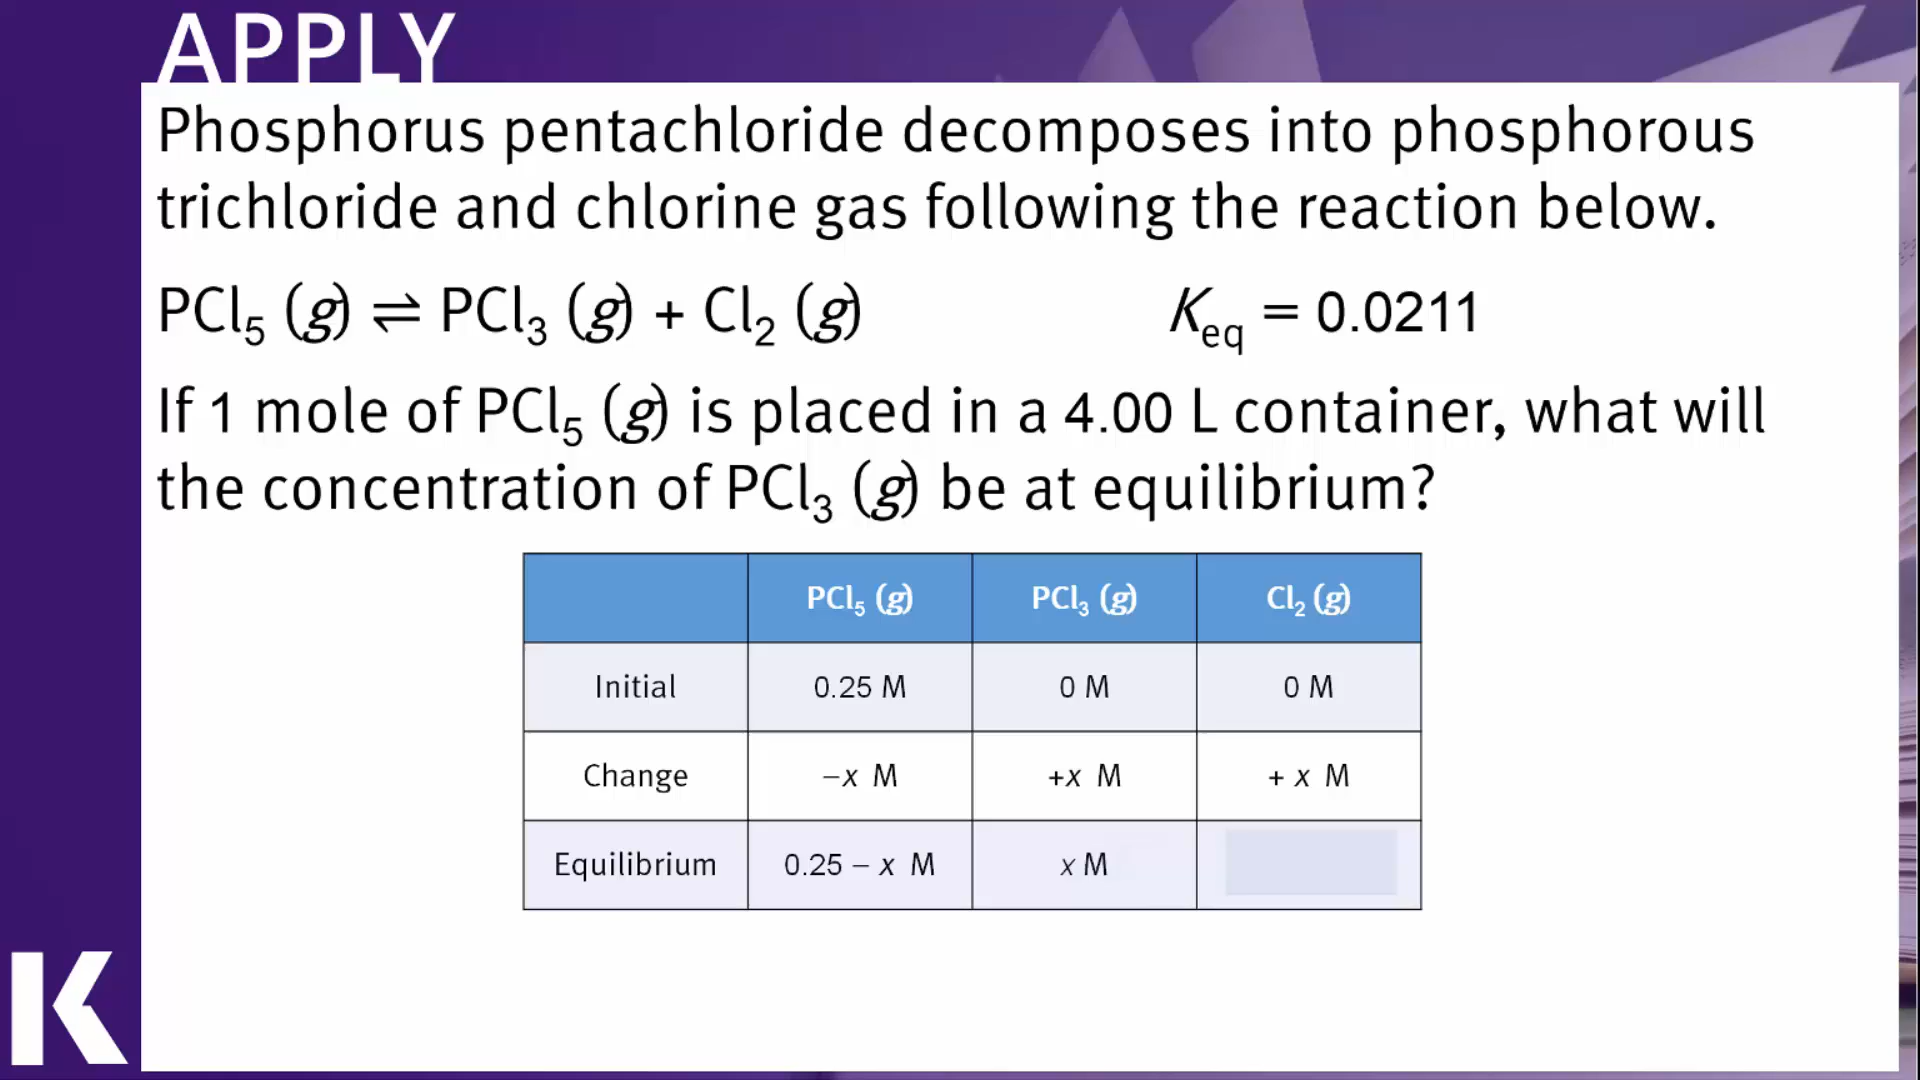 APPLY
Phosphorus pentachloride decomposes into phosphorous
trichloride and chlorine gas following the reaction below.
PCl₅ (g) ⇌ PCl₃ (g) + Cl₂ (g) K_eq = 0.0211
If 1 mole of PCl₅ (g) is placed in a 4.00 L container, what will
the concentration of PCl₃ (g) be at equilibrium?
PCl₅ (g) PCl₃ (g) Cl₂ (g)
Initial 0.25 M 0 M 0 M
Change –x M +x M + x M
Equilibrium 0.25 – x M x M
K